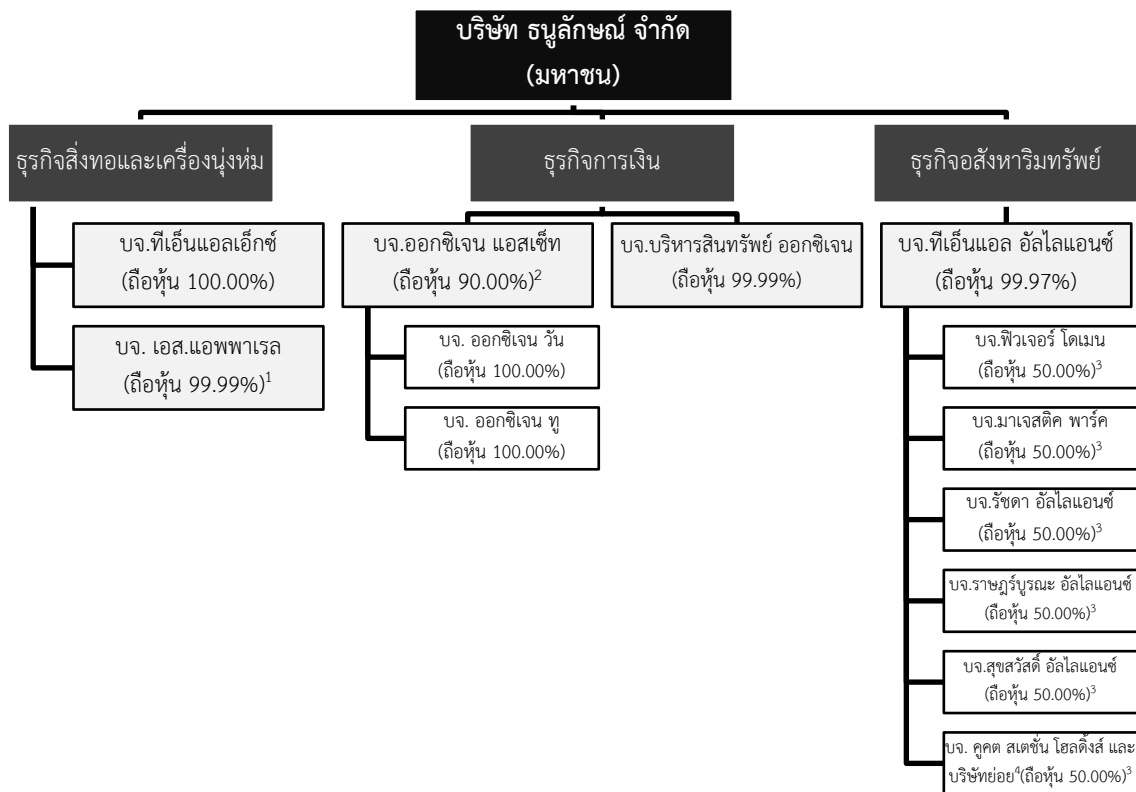 บริษัท ธนูลักษณ์ จำกัด
(มหาชน)
ธุรกิจสิ่งทอและเครื่องนุ่งห่ม
ธุรกิจการเงิน
ธุรกิจอสังหาริมทรัพย์
บจ.ทีเอ็นแอลเอ็กซ์
(ถือหุ้น 100.00%)
บจ. เอส.แอพพาเรล
(ถือหุ้น 99.99%)¹
บจ.ออกซิเจน แอสเซ็ท
(ถือหุ้น 90.00%)²
บจ. ออกซิเจน วัน
(ถือหุ้น 100.00%)
บจ. ออกซิเจน ทู
(ถือหุ้น 100.00%)
บจ.บริหารสินทรัพย์ ออกซิเจน
(ถือหุ้น 99.99%)
บจ.ทีเอ็นแอล อัลไลแอนซ์
(ถือหุ้น 99.97%)
บจ.ฟิวเจอร์ โดเมน
(ถือหุ้น 50.00%)³
บจ.มาเจสติค พาร์ค
(ถือหุ้น 50.00%)³
บจ.รัชดา อัลไลแอนซ์
(ถือหุ้น 50.00%)³
บจ.ราษฎร์บูรณะ อัลไลแอนซ์
(ถือหุ้น 50.00%)³
บจ.สุขสวัสดิ์ อัลไลแอนซ์
(ถือหุ้น 50.00%)³
บจ. คูคต สเตชั่น โฮลดิ้งส์ และ
บริษัทย่อย⁴(ถือหุ้น 50.00%)³